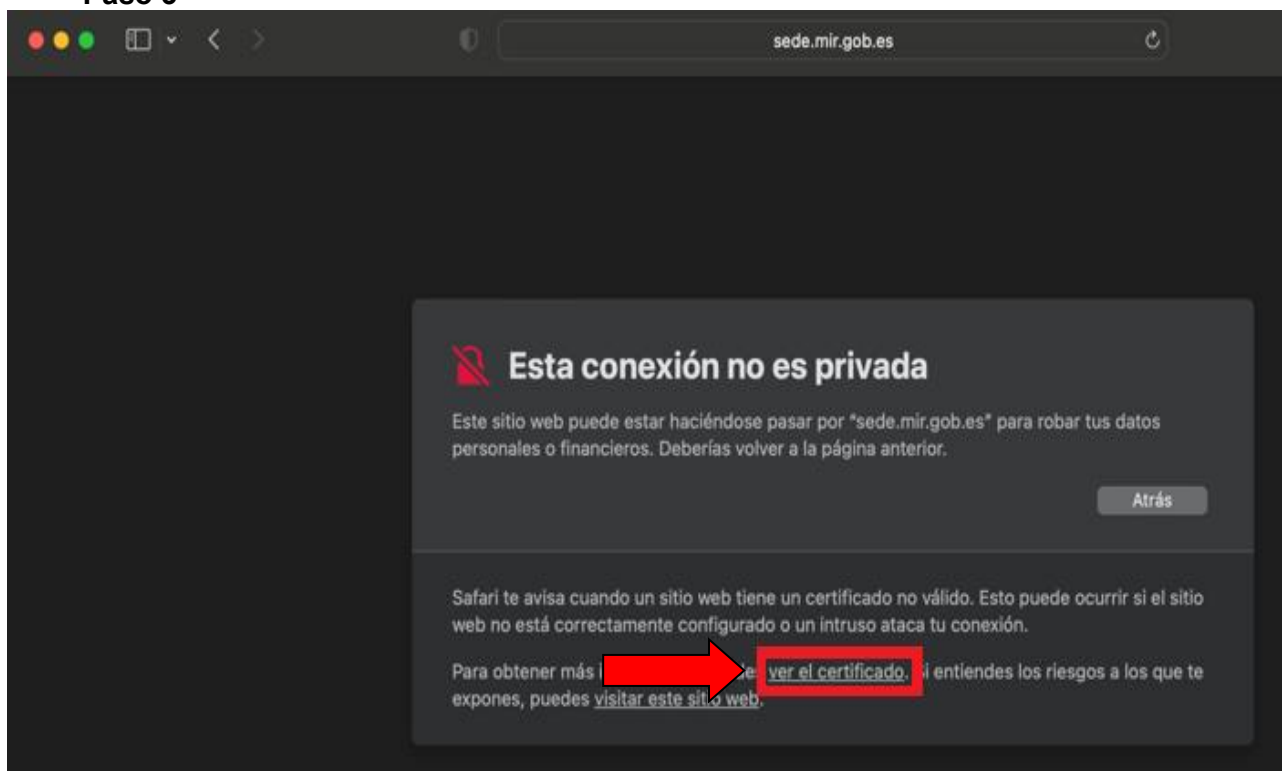 sede.mir.gob.es
Esta conexión no es privada
Este sitio web puede estar haciéndose pasar por "sede.mir.gob.es" para robar tus datos
personales o financieros. Deberías volver a la página anterior.
Atrás
Safari te avisa cuando un sitio web tiene un certificado no válido. Esto puede ocurrir si el sitio
web no está correctamente configurado o un intruso ataca tu conexión.
Para obtener más ver el certificado. entiendes los riesgos a los que te
expones, puedes visitar este sitio web.